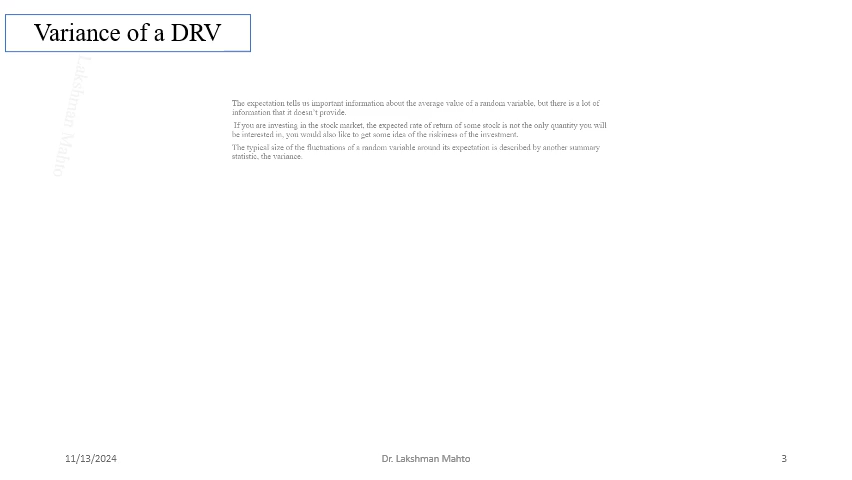 Variance of a DRV
Lakshman Mahto
The expectation tells us important information about the average value of a random variable, but there is a lot of
information that it doesn't provide.
If you are investing in the stock market, the expected rate of return of some stock is not the only quantity you will
be interested in, you would also like to get some idea of the riskiness of the investment.
The typical size of the fluctuations of a random variable around its expectation is described by another summary
statistic, the variance.
11/13/2024
Dr. Lakshman Mahto
3